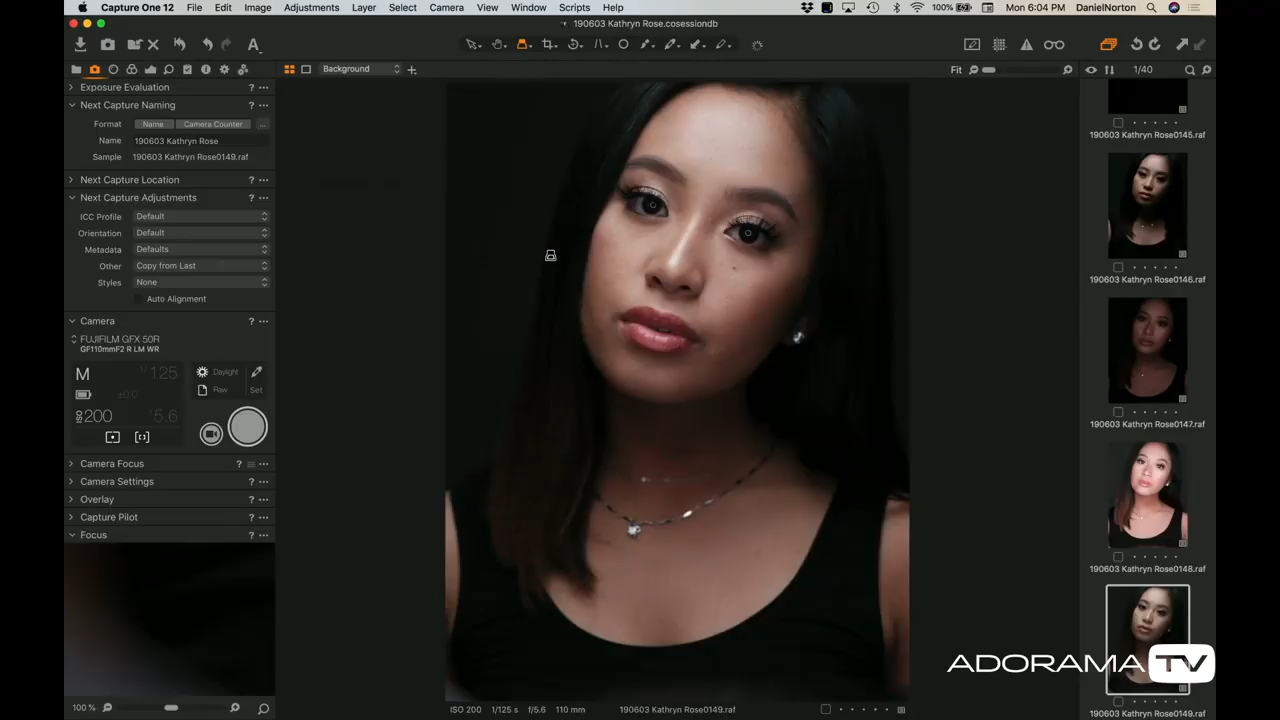 Capture One 12 File Edit Image Adjustments Layer Select Camera View Window Scripts Help 100% Mon 6:04 PM DanielNorton
190603 Kathryn Rose.cosessiondb
A
Background
Fit
1/40
Exposure Evaluation ? ...
Next Capture Naming ? ...
Format Name Camera Counter ...
Name 190603 Kathryn Rose
Sample 190603 Kathryn Rose0149.raf
Next Capture Location ? ...
Next Capture Adjustments ? ...
ICC Profile Default
Orientation Default
Metadata Defaults
Other Copy from Last
Styles None
Auto Alignment
Camera ? ...
FUJIFILM GFX 50R
GF110mmF2 R LM WR
M 1/125 Daylight
±0.0 Raw Set
ISO 200 f/5.6
Camera Focus ? ...
Camera Settings ? ...
Overlay ? ...
Capture Pilot ? ...
Focus ? ...
100 %
ISO 200 1/125 s f/5.6 110 mm 190603 Kathryn Rose0149.raf
190603 Kathryn Rose0145.raf
190603 Kathryn Rose0146.raf
190603 Kathryn Rose0147.raf
190603 Kathryn Rose0148.raf
190603 Kathryn Rose0149.raf
ADORAMA TV